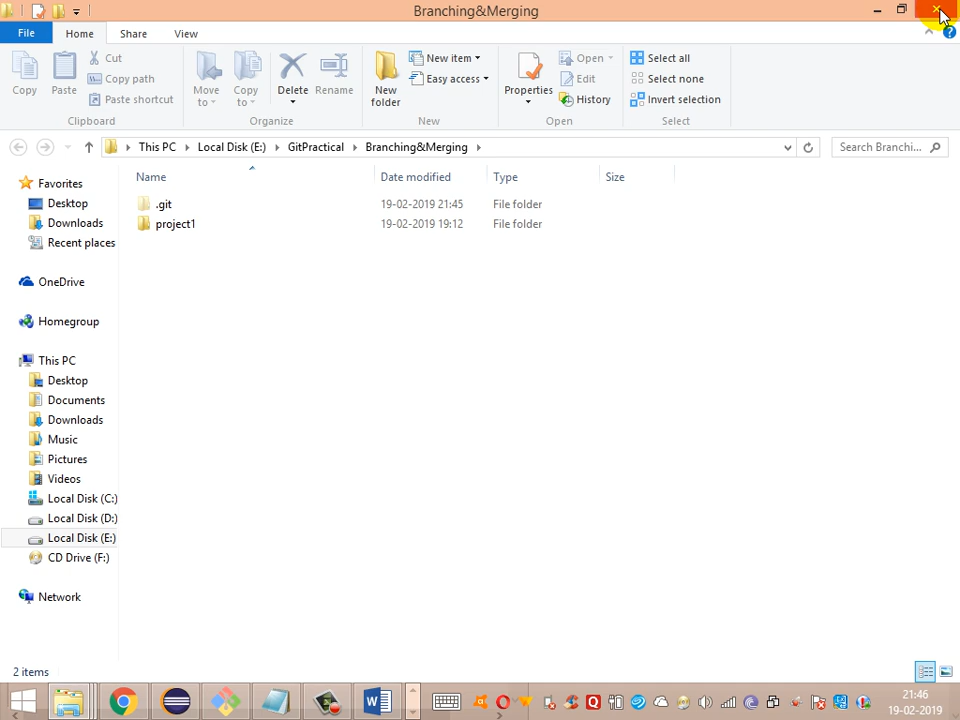 Branching&Merging
File Home Share View
Copy
Paste
Cut
Copy path
Paste shortcut
Clipboard
Move to
Copy to
Delete
Rename
Organize
New folder
New item
Easy access
New
Properties
Open
Edit
History
Open
Select all
Select none
Invert selection
Select
This PC Local Disk (E:) GitPractical Branching&Merging
Search Branchi...
Name Date modified Type Size
.git 19-02-2019 21:45 File folder
project1 19-02-2019 19:12 File folder
Favorites
Desktop
Downloads
Recent places
OneDrive
Homegroup
This PC
Desktop
Documents
Downloads
Music
Pictures
Videos
Local Disk (C:)
Local Disk (D:)
Local Disk (E:)
CD Drive (F:)
Network
2 items
21:46
19-02-2019